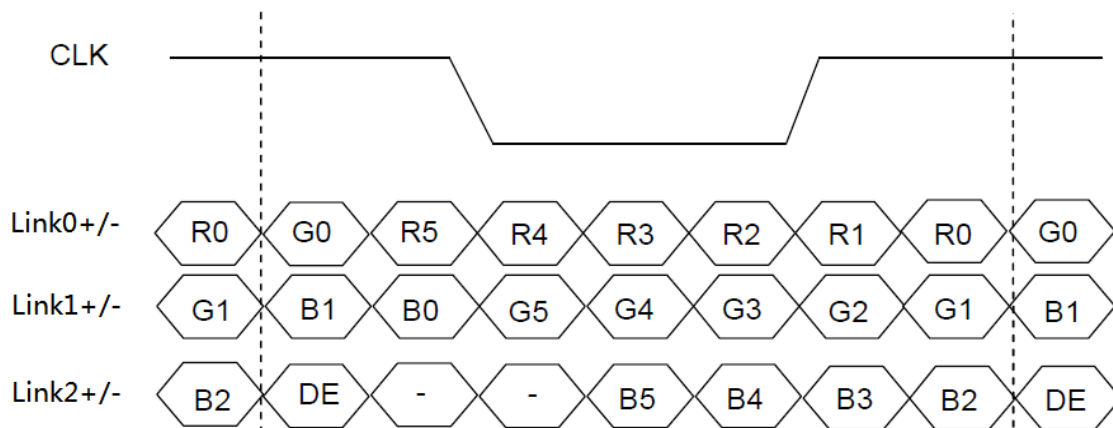 CLK
Link0+/- R0 G0 R5 R4 R3 R2 R1 R0 G0
Link1+/- G1 B1 B0 G5 G4 G3 G2 G1 B1
Link2+/- B2 DE - - B5 B4 B3 B2 DE